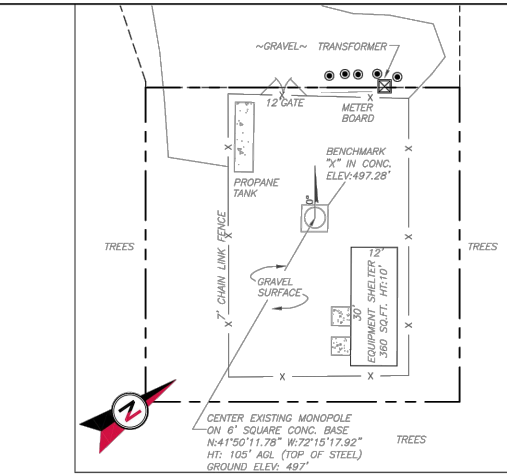 ~GRAVEL~ TRANSFORMER
12'GATE
METER
BOARD
BENCHMARK
"X" IN CONC.
ELEV:497.28'
PROPANE
TANK
0°
TREES
TREES
7' CHAIN LINK FENCE
GRAVEL
SURFACE
12'
30'
EQUIPMENT SHELTER
360 SQ.FT. HT:10'
N
CENTER EXISTING MONOPOLE
ON 6' SQUARE CONC. BASE
N:41°50'11.78" W:72°15'17.92"
HT: 105' AGL (TOP OF STEEL)
GROUND ELEV: 497'
TREES